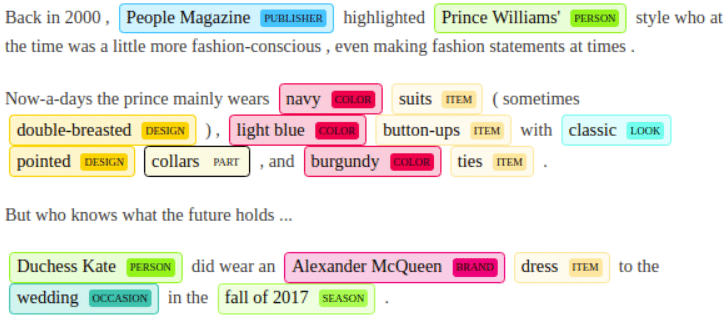 Back in 2000 , People Magazine PUBLISHER highlighted Prince Williams' PERSON style who at
the time was a little more fashion-conscious , even making fashion statements at times .
Now-a-days the prince mainly wears navy COLOR suits ITEM ( sometimes
double-breasted DESIGN ) , light blue COLOR button-ups ITEM with classic LOOK
pointed DESIGN collars PART , and burgundy COLOR ties ITEM .
But who knows what the future holds ...
Duchess Kate PERSON did wear an Alexander McQueen BRAND dress ITEM to the
wedding OCCASION in the fall of 2017 SEASON .